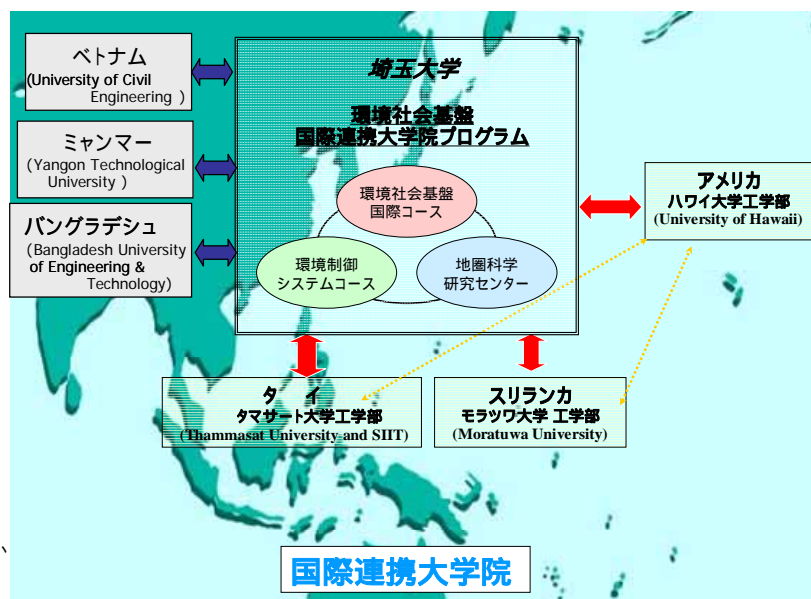 ベトナム
(University of Civil
Engineering )
ミャンマー
(Yangon Technological
University )
バングラデシュ
(Bangladesh University
of Engineering &
Technology)
埼玉大学
環境社会基盤
国際連携大学院プログラム
環境社会基盤
国際コース
環境制御
システムコース
地圏科学
研究センター
アメリカ
ハワイ大学工学部
(University of Hawaii)
タ イ
タマサート大学工学部
(Thammasat University and SIIT)
スリランカ
モラツワ大学 工学部
(Moratuwa University)
、
国際連携大学院